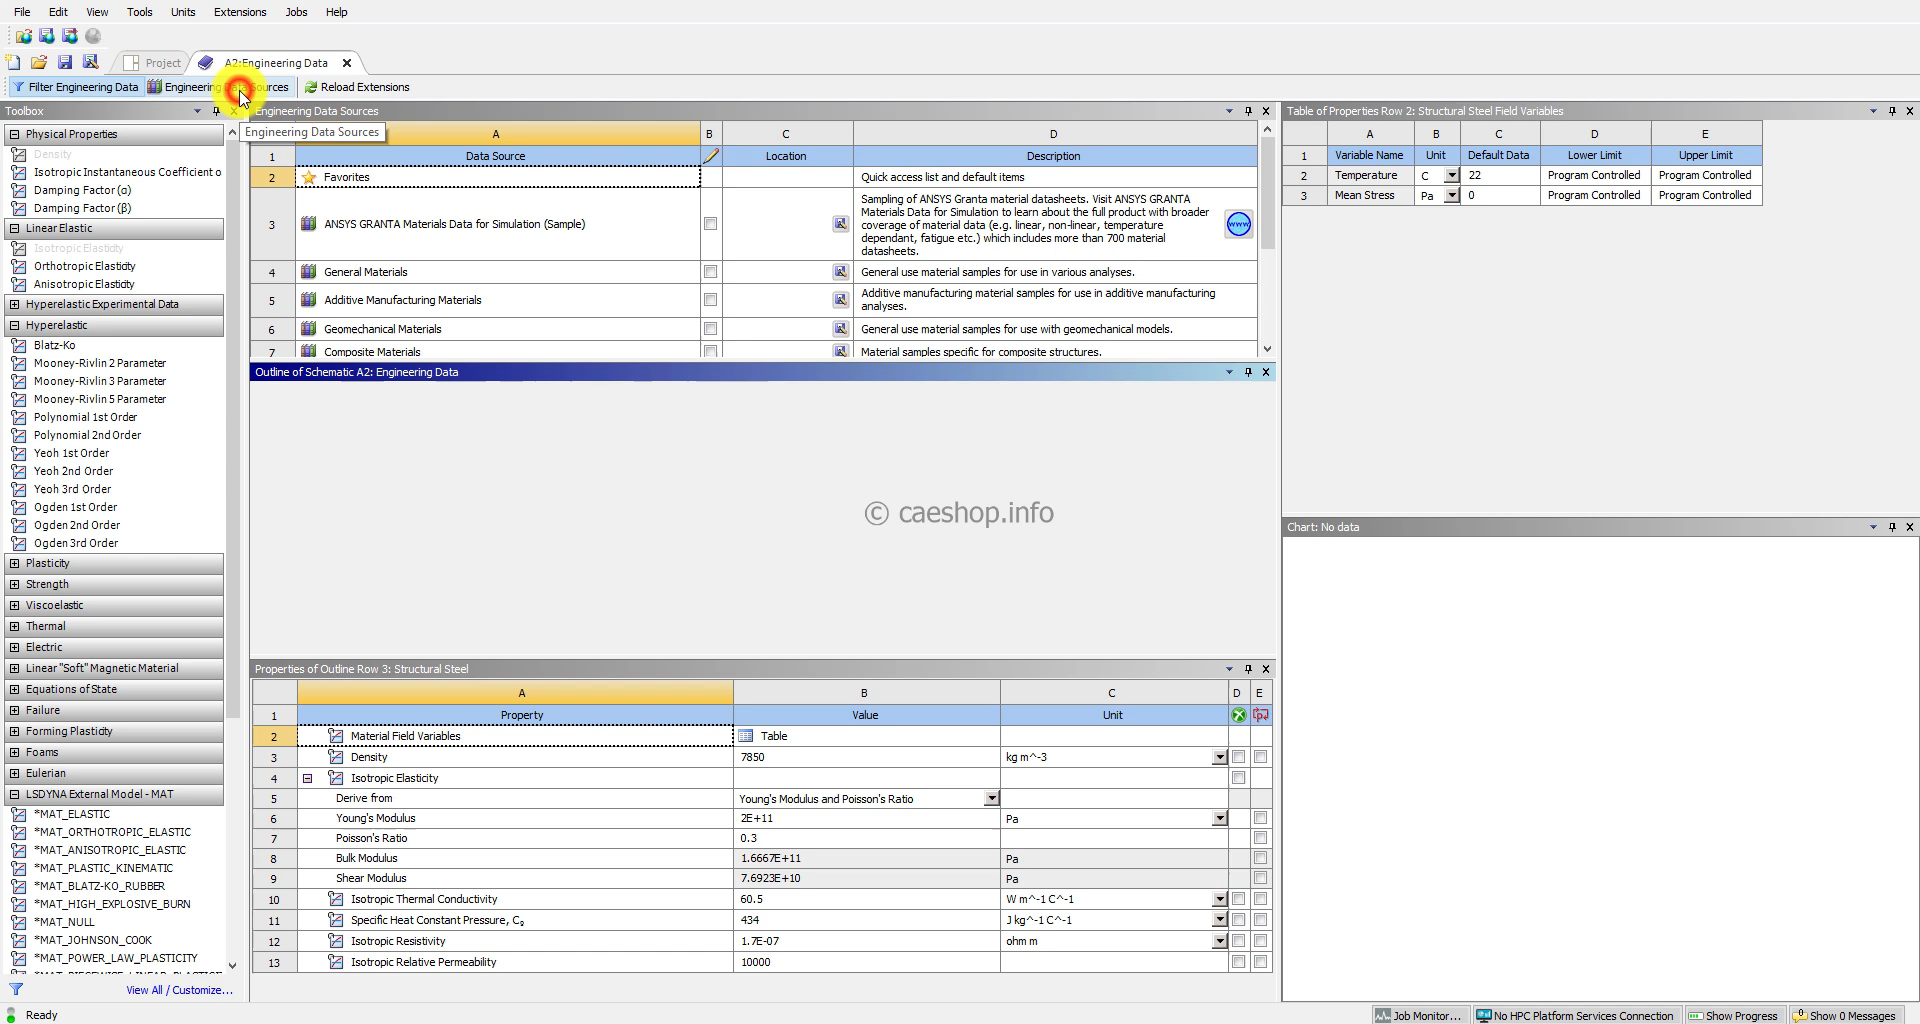 File Edit View Tools Units Extensions Jobs Help
Project A2:Engineering Data
Filter Engineering Data Engineering Data Sources Reload Extensions
Toolbox
Physical Properties
Density
Isotropic Instantaneous Coefficient o
Damping Factor (α)
Damping Factor (β)
Linear Elastic
Isotropic Elasticity
Orthotropic Elasticity
Anisotropic Elasticity
Hyperelastic Experimental Data
Hyperelastic
Blatz-Ko
Mooney-Rivlin 2 Parameter
Mooney-Rivlin 3 Parameter
Mooney-Rivlin 5 Parameter
Polynomial 1st Order
Polynomial 2nd Order
Yeoh 1st Order
Yeoh 2nd Order
Yeoh 3rd Order
Ogden 1st Order
Ogden 2nd Order
Ogden 3rd Order
Plasticity
Strength
Viscoelastic
Thermal
Electric
Linear "Soft" Magnetic Material
Equations of State
Failure
Forming Plasticity
Foams
Eulerian
LSDYNA External Model - MAT
*MAT_ELASTIC
*MAT_ORTHOTROPIC_ELASTIC
*MAT_ANISOTROPIC_ELASTIC
*MAT_PLASTIC_KINEMATIC
*MAT_BLATZ-KO_RUBBER
*MAT_HIGH_EXPLOSIVE_BURN
*MAT_NULL
*MAT_JOHNSON_COOK
*MAT_POWER_LAW_PLASTICITY
View All / Customize...
Engineering Data Sources
Engineering Data Sources
A B C D
1 Data Source Location Description
2 Favorites Quick access list and default items
3 ANSYS GRANTA Materials Data for Simulation (Sample)
Sampling of ANSYS Granta material datasheets. Visit ANSYS GRANTA
Materials Data for Simulation to learn about the full product with broader
coverage of material data (e.g. linear, non-linear, temperature
dependant, fatigue etc.) which includes more than 700 material
datasheets.
www
4 General Materials General use material samples for use in various analyses.
5 Additive Manufacturing Materials Additive manufacturing material samples for use in additive manufacturing
analyses.
6 Geomechanical Materials General use material samples for use with geomechanical models.
7 Composite Materials Material samples specific for composite structures.
Outline of Schematic A2: Engineering Data
© caeshop.info
Properties of Outline Row 3: Structural Steel
A B C D E
1 Property Value Unit
2 Material Field Variables Table
3 Density 7850 kg m^-3
4 Isotropic Elasticity
5 Derive from Young's Modulus and Poisson's Ratio
6 Young's Modulus 2E+11 Pa
7 Poisson's Ratio 0.3
8 Bulk Modulus 1.6667E+11 Pa
9 Shear Modulus 7.6923E+10 Pa
10 Isotropic Thermal Conductivity 60.5 W m^-1 C^-1
11 Specific Heat Constant Pressure, Cₚ 434 J kg^-1 C^-1
12 Isotropic Resistivity 1.7E-07 ohm m
13 Isotropic Relative Permeability 10000
Table of Properties Row 2: Structural Steel Field Variables
A B C D E
1 Variable Name Unit Default Data Lower Limit Upper Limit
2 Temperature C 22 Program Controlled Program Controlled
3 Mean Stress Pa 0 Program Controlled Program Controlled
Chart: No data
Ready
Job Monitor... No HPC Platform Services Connection Show Progress Show 0 Messages